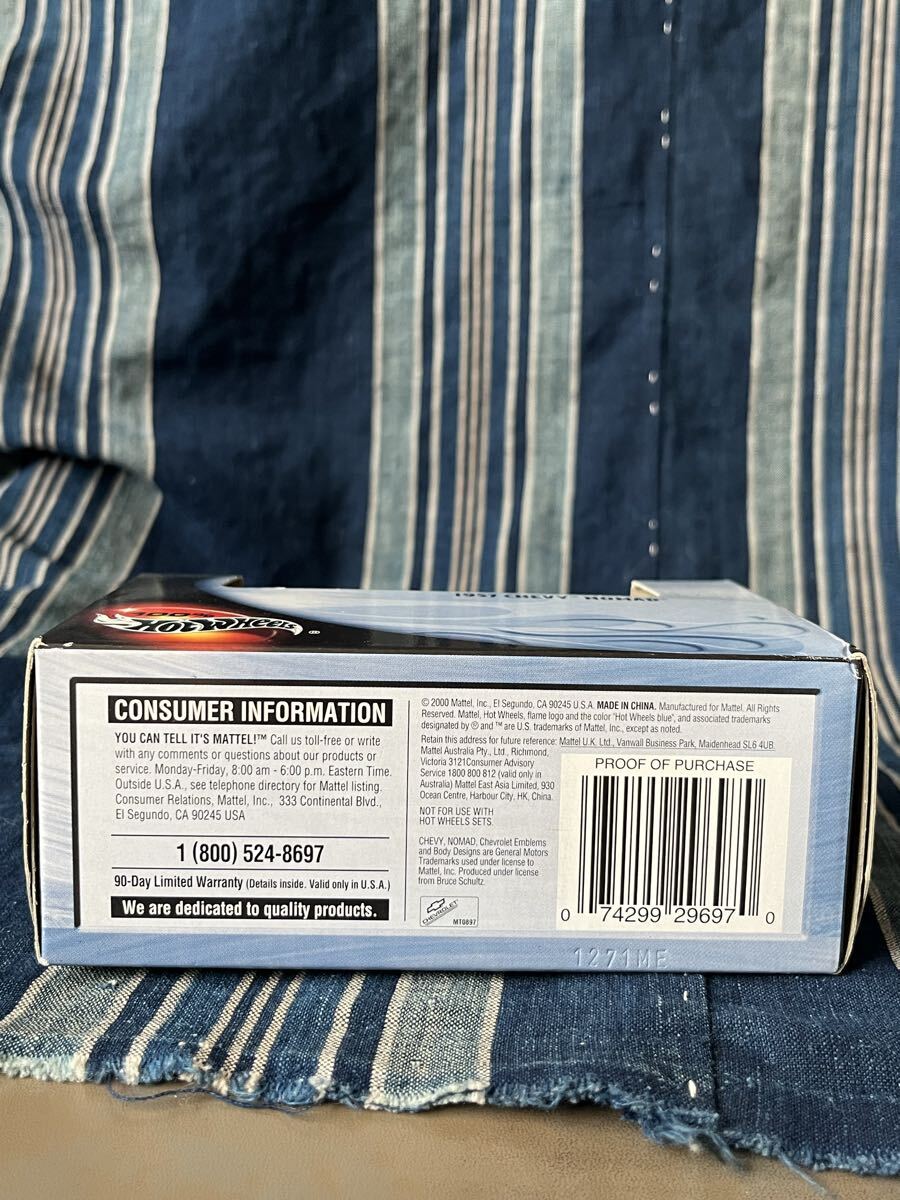 1957 CHEVY NOMAD
100%
HOT WHEELS ®
CONSUMER INFORMATION
YOU CAN TELL IT'S MATTEL!™ Call us toll-free or write
with any comments or questions about our products or
service. Monday-Friday, 8:00 am - 6:00 p.m. Eastern Time.
Outside U.S.A., see telephone directory for Mattel listing.
Consumer Relations, Mattel, Inc., 333 Continental Blvd.,
El Segundo, CA 90245 USA
1 (800) 524-8697
90-Day Limited Warranty (Details inside. Valid only in U.S.A.)
We are dedicated to quality products.
© 2000 Mattel, Inc., El Segundo, CA 90245 U.S.A. MADE IN CHINA. Manufactured for Mattel. All Rights
Reserved. Mattel, Hot Wheels, flame logo and the color "Hot Wheels blue", and associated trademarks
designated by ® and ™ are U.S. trademarks of Mattel, Inc., except as noted.
Retain this address for future reference: Mattel U.K. Ltd., Vanwall Business Park, Maidenhead SL6 4UB.
Mattel Australia Pty., Ltd., Richmond,
Victoria 3121Consumer Advisory
Service 1800 800 812 (valid only in
Australia) Mattel East Asia Limited, 930
Ocean Centre, Harbour City, HK, China.
NOT FOR USE WITH
HOT WHEELS SETS.
CHEVY, NOMAD, Chevrolet Emblems
and Body Designs are General Motors
Trademarks used under license to
Mattel, Inc. Produced under license
from Bruce Schultz.
CHEVROLET
MT0897
PROOF OF PURCHASE
0 74299 29697 0
1271ME